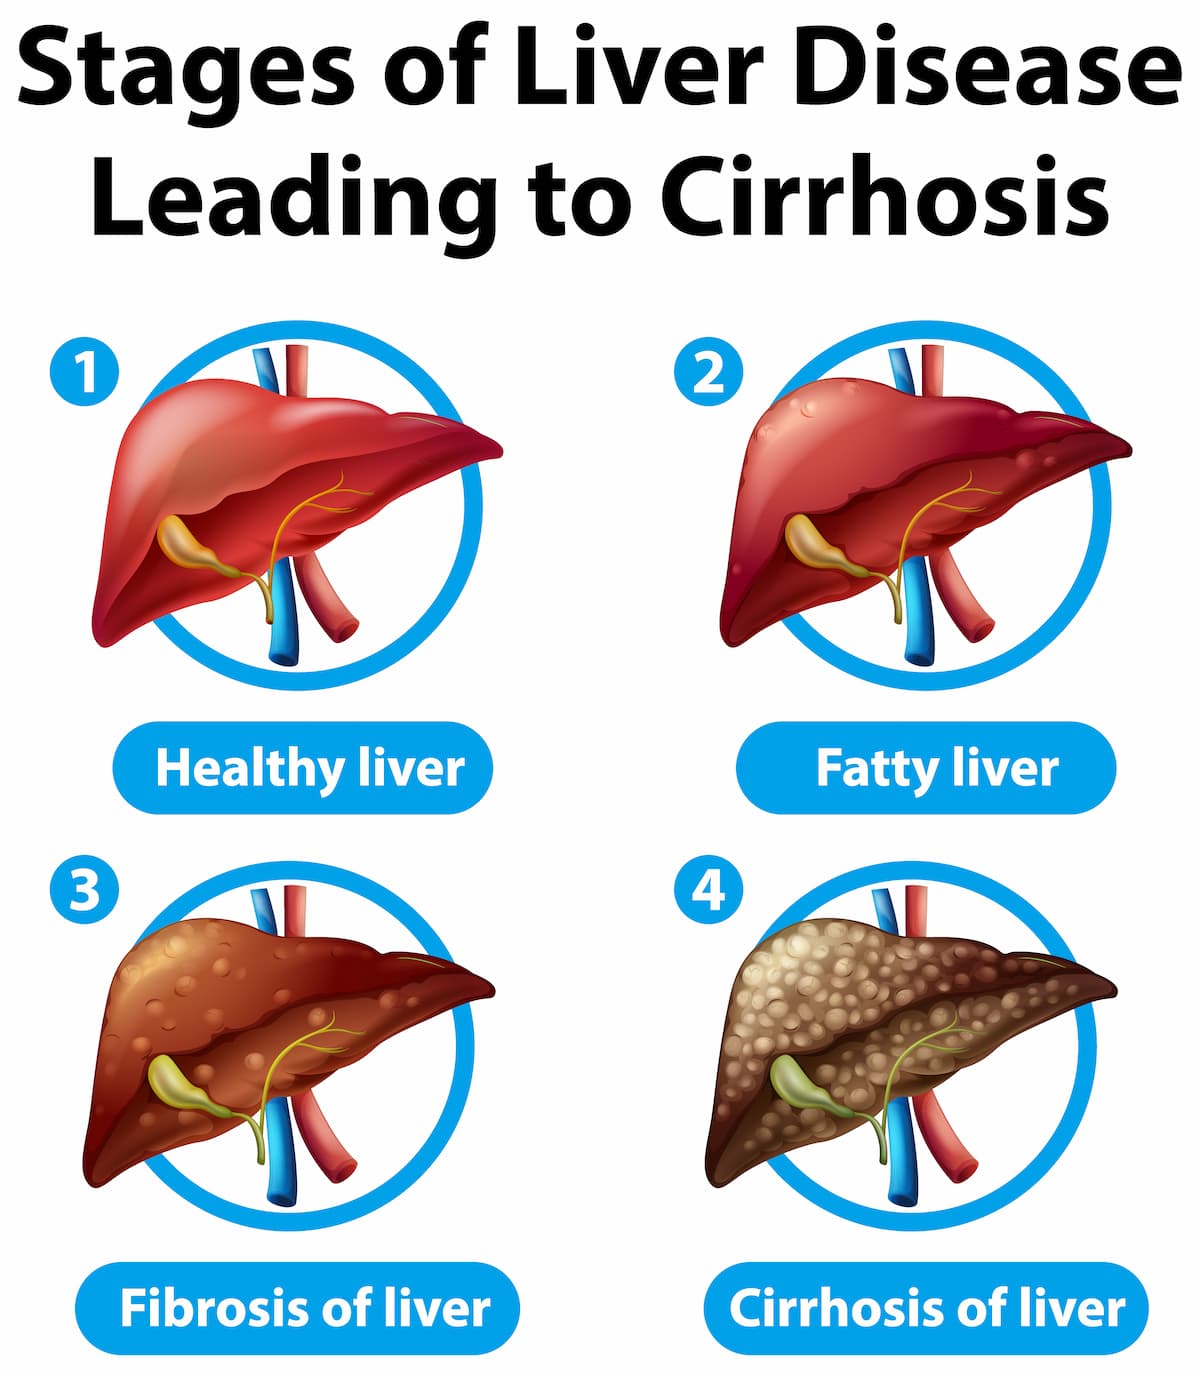 Stages of Liver Disease
Leading to Cirrhosis
1
2
Healthy liver
Fatty liver
3
4
Fibrosis of liver
Cirrhosis of liver